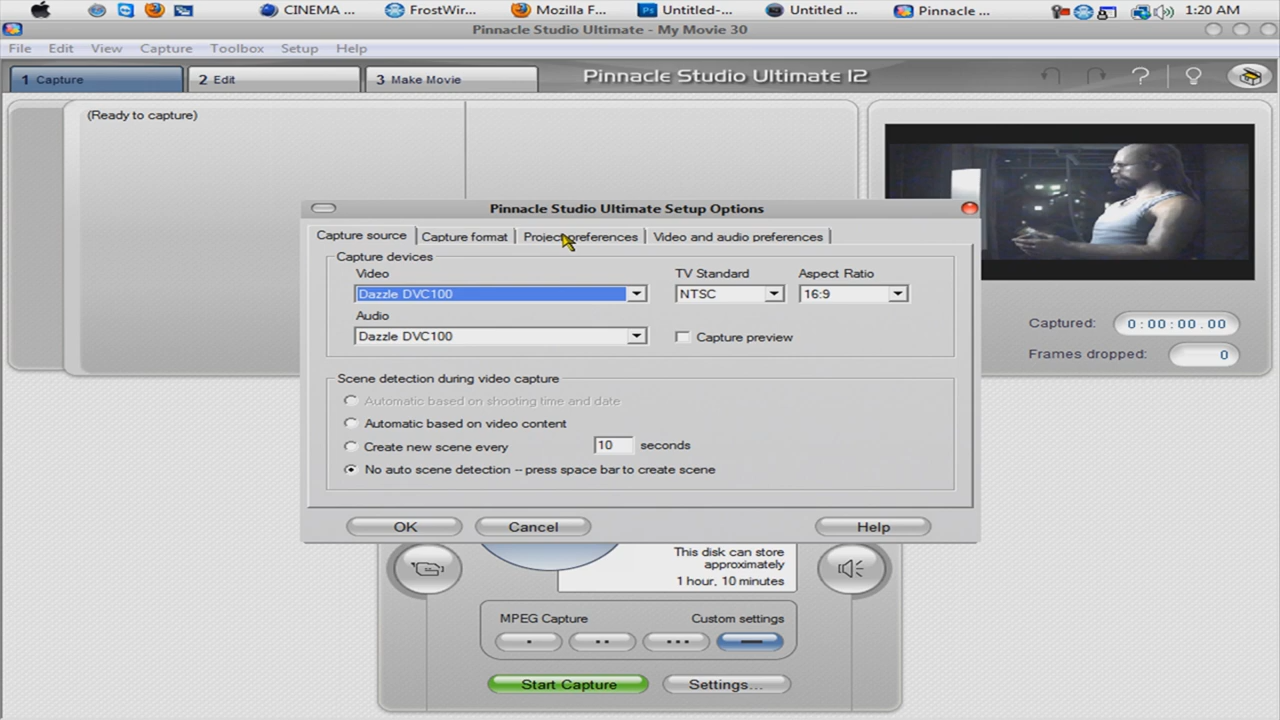 CINEMA ... FrostWir... Mozilla F... Untitled-... Untitled ... Pinnacle ... 1:20 AM
Pinnacle Studio Ultimate - My Movie 30
File Edit View Capture Toolbox Setup Help
1 Capture 2 Edit 3 Make Movie Pinnacle Studio Ultimate 12
(Ready to capture)
Pinnacle Studio Ultimate Setup Options
Capture source Capture format Project preferences Video and audio preferences
Capture devices
Video TV Standard Aspect Ratio
Dazzle DVC100 NTSC 16:9
Audio
Dazzle DVC100 Capture preview
Captured: 0:00:00.00
Frames dropped: 0
Scene detection during video capture
Automatic based on shooting time and date
Automatic based on video content
Create new scene every 10 seconds
No auto scene detection -- press space bar to create scene
OK Cancel Help
This disk can store
approximately
1 hour, 10 minutes
MPEG Capture Custom settings
Start Capture Settings...